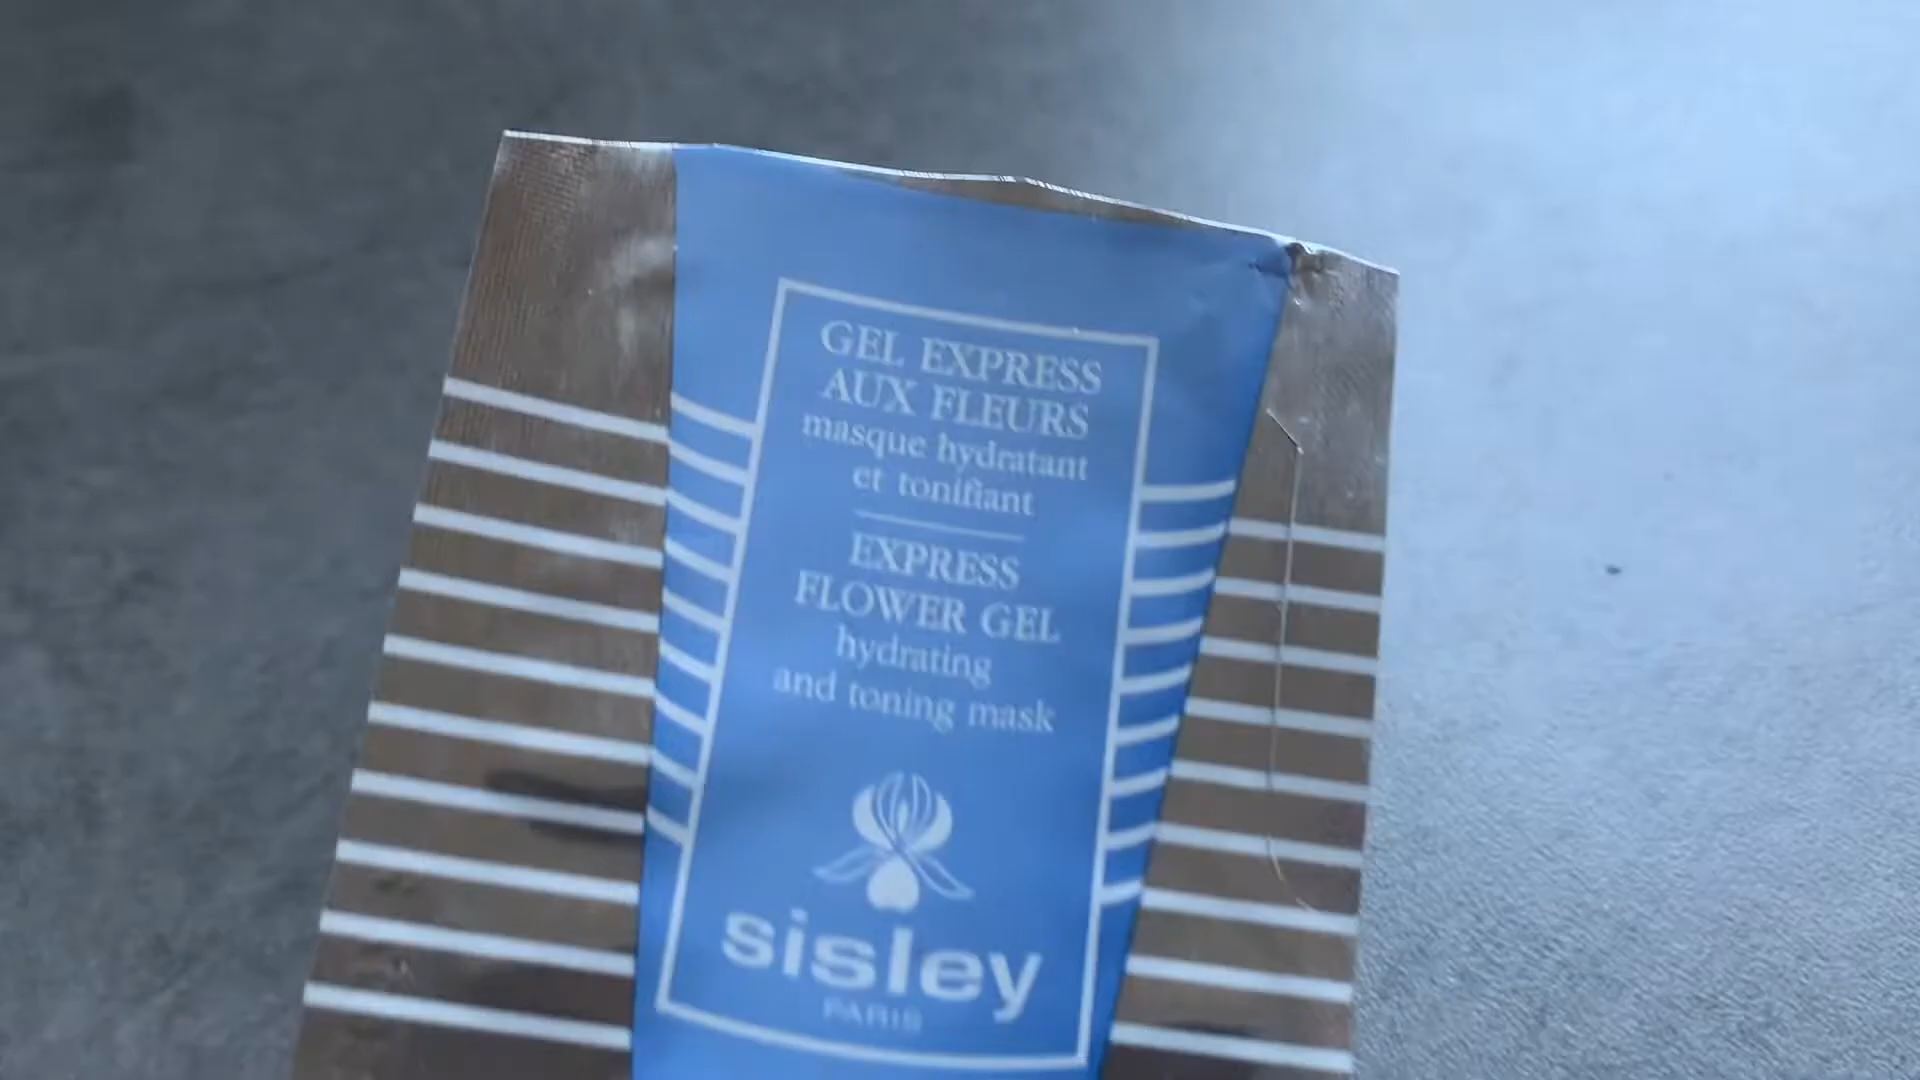 GEL EXPRESS
AUX FLEURS
masque hydratant
et tonifiant
EXPRESS
FLOWER GEL
hydrating
and toning mask
sisley
PARIS